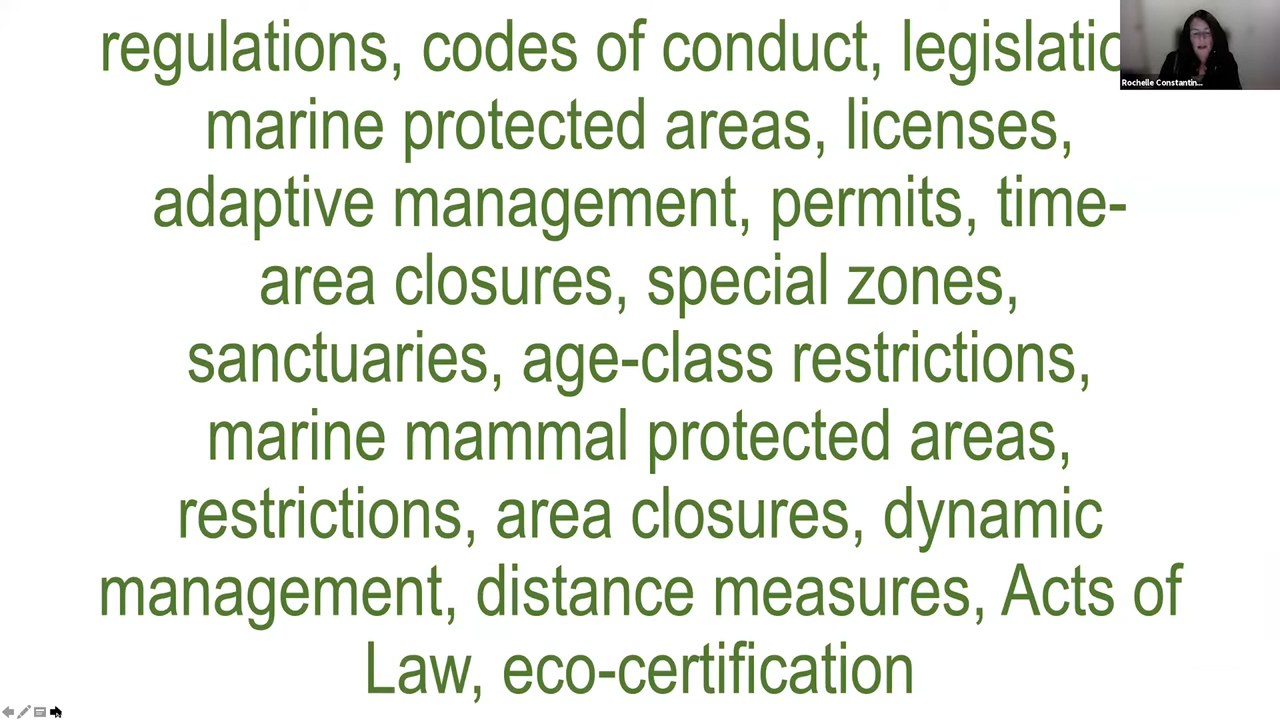 regulations, codes of conduct, legislatio
marine protected areas, licenses,
adaptive management, permits, time-
area closures, special zones,
sanctuaries, age-class restrictions,
marine mammal protected areas,
restrictions, area closures, dynamic
management, distance measures, Acts of
Law, eco-certification
Rochelle Constantin...